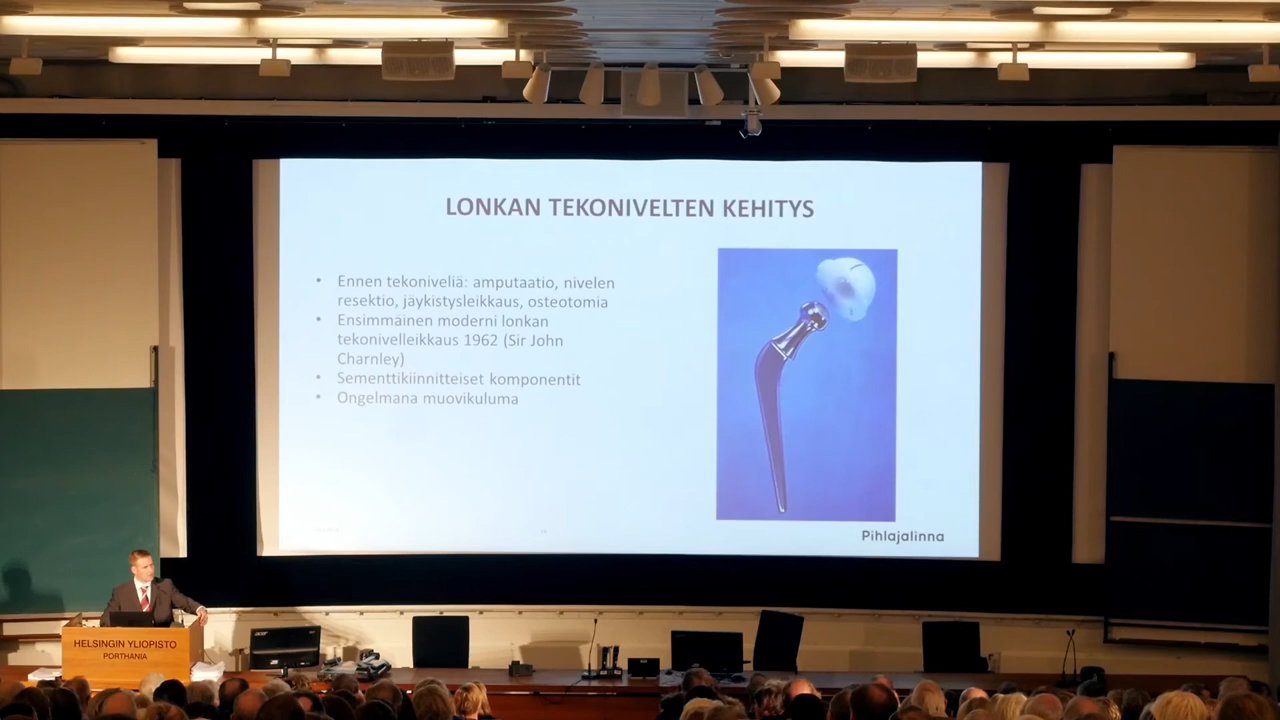 LONKAN TEKONIVELTEN KEHITYS
• Ennen tekoniveliä: amputaatio, nivelen
resektio, jäykistysleikkaus, osteotomia
• Ensimmäinen moderni lonkan
tekonivelleikkaus 1962 (Sir John
Charnley)
• Sementtikiinnitteiset komponentit
• Ongelmana muovikuluma
Pihlajalinna
HELSINGIN YLIOPISTO
PORTHANIA
acer